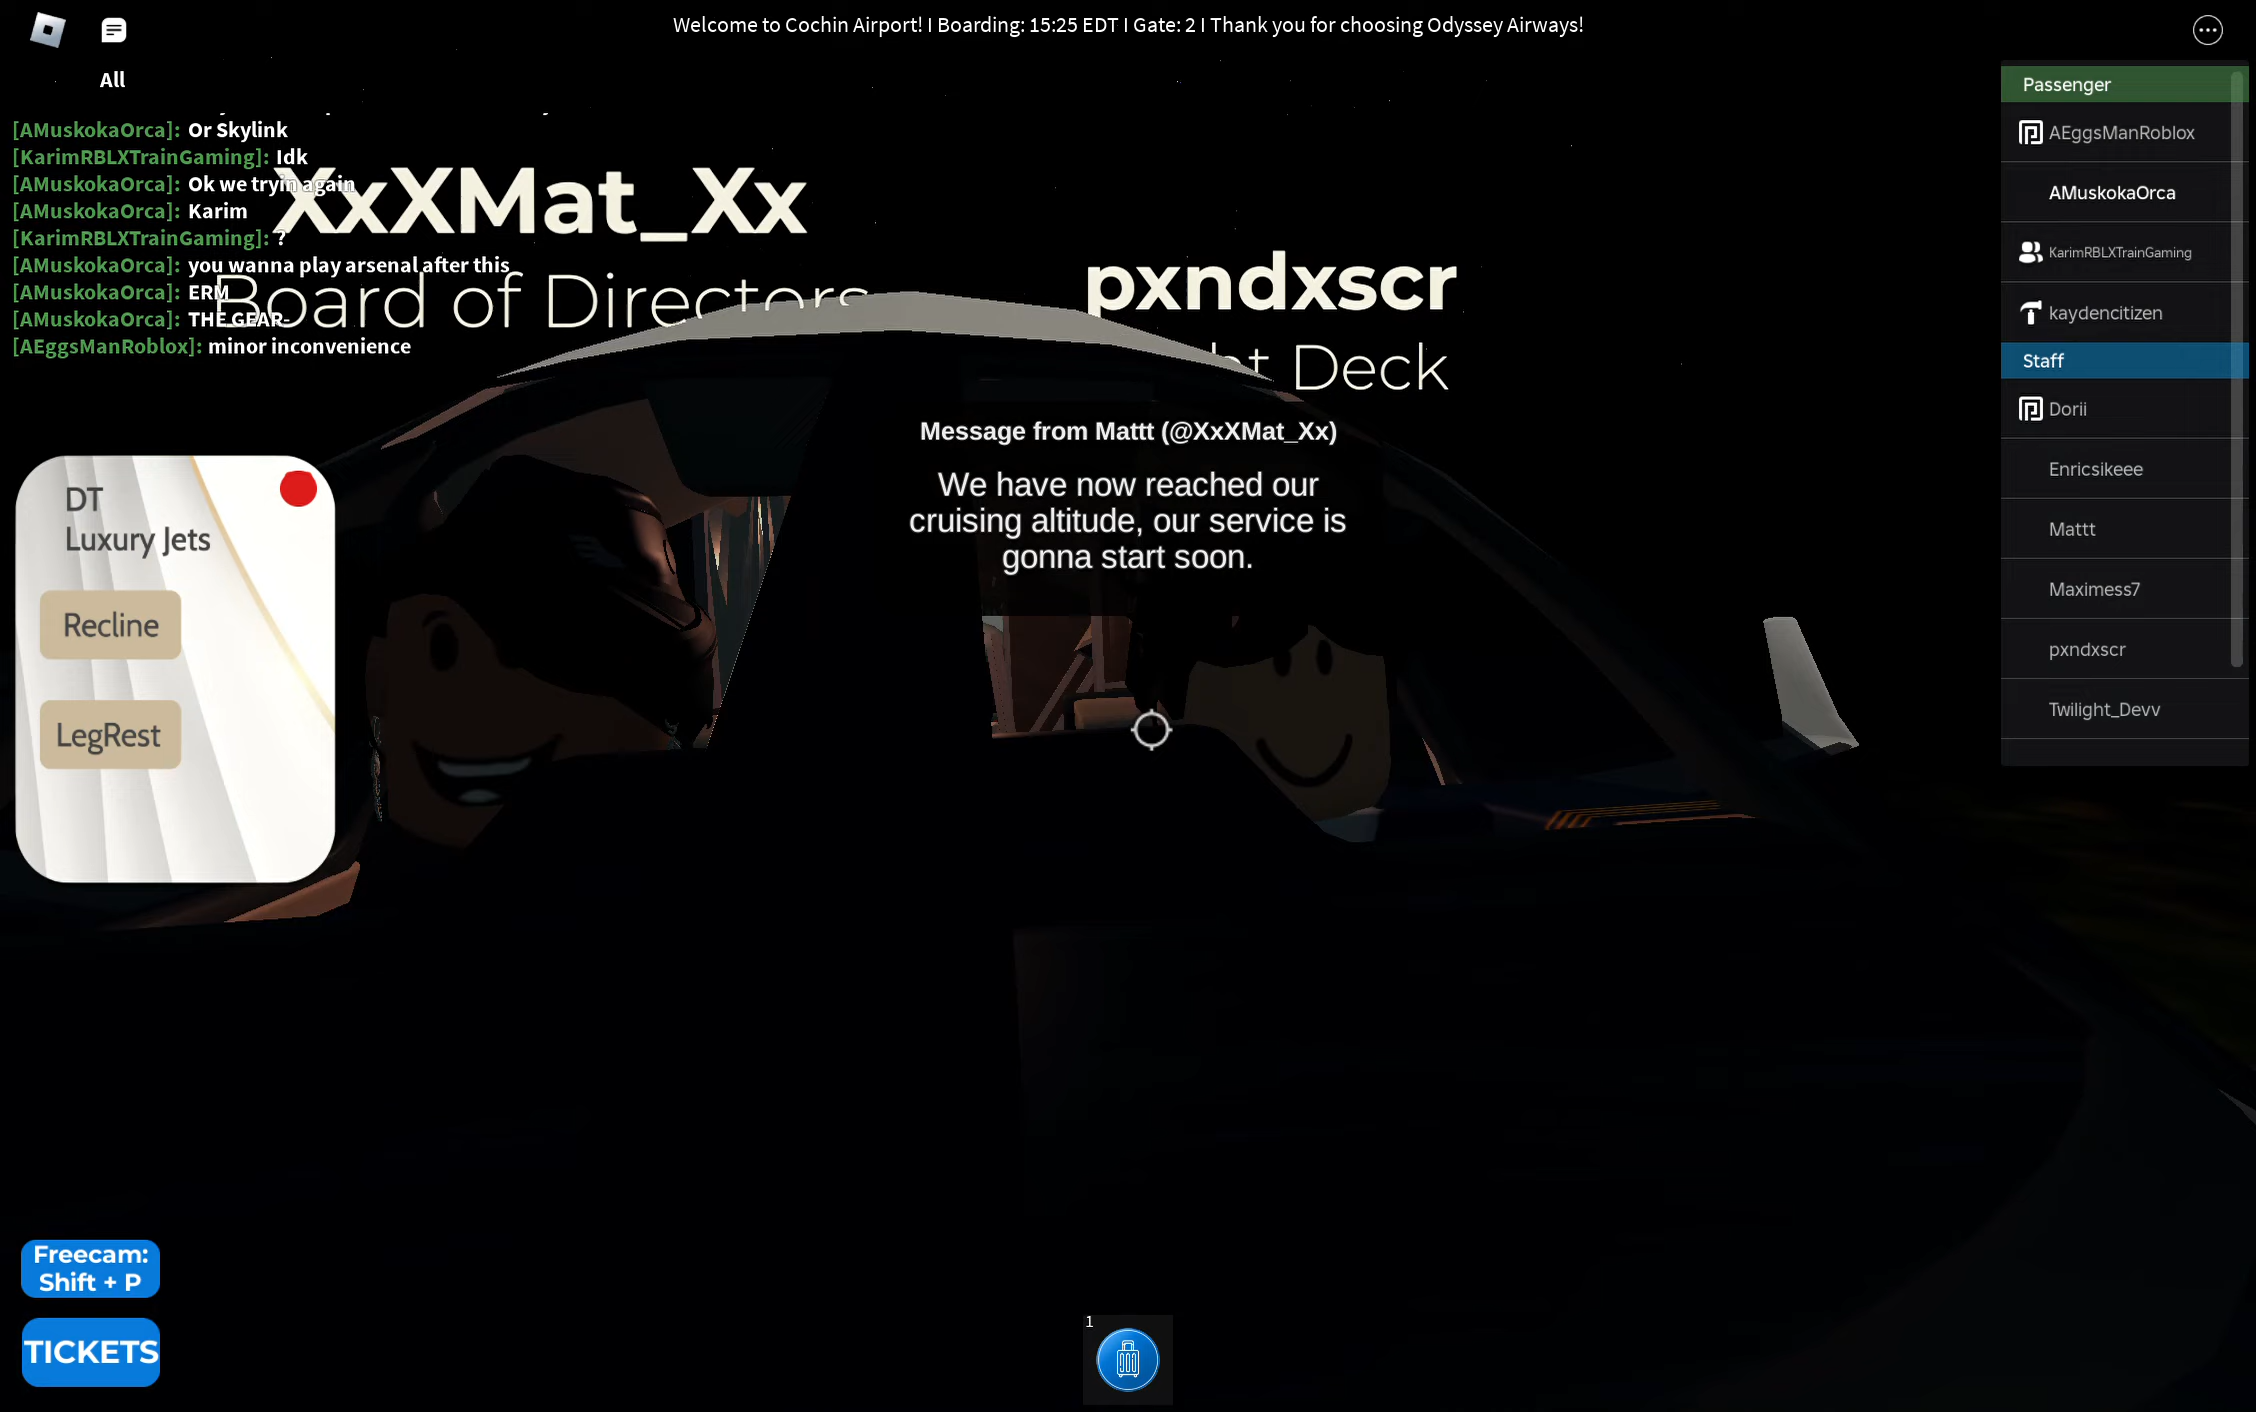 Welcome to Cochin Airport! I Boarding: 15:25 EDT I Gate: 2 I Thank you for choosing Odyssey Airways!
All
[AMuskokaOrca]: Or Skylink
[KarimRBLXTrainGaming]: Idk
[AMuskokaOrca]: Ok we tryin again
[AMuskokaOrca]: Karim
[KarimRBLXTrainGaming]: ?
[AMuskokaOrca]: you wanna play arsenal after this
[AMuskokaOrca]: ERM
[AMuskokaOrca]: THE GEAR-
[AEggsManRoblox]: minor inconvenience
XxXMat_Xx
Board of Directors
pxndxscr
Deck
Message from Mattt (@XxXMat_Xx)
We have now reached our
cruising altitude, our service is
gonna start soon.
DT
Luxury Jets
Recline
LegRest
Passenger
AEggsManRoblox
AMuskokaOrca
KarimRBLXTrainGaming
kaydencitizen
Staff
Dorii
Enricsikeee
Mattt
Maximess7
pxndxscr
Twilight_Devv
Freecam:
Shift + P
TICKETS
1